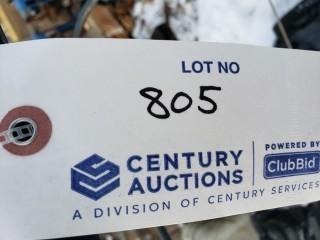 LOT NO
805
CENTURY
AUCTIONS
POWERED BY
ClubBid
A DIVISION OF CENTURY SERVICES